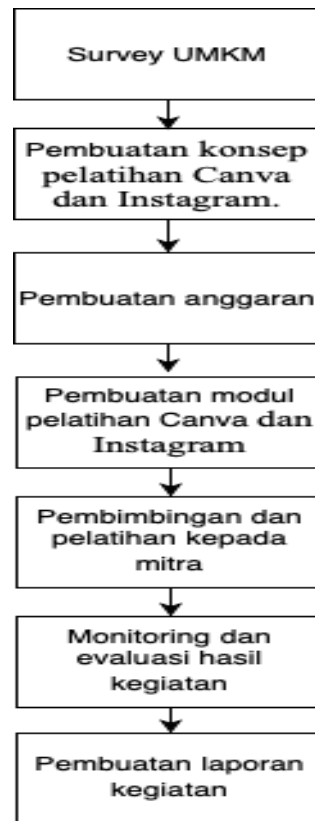 Survey UMKM
Pembuatan konsep
pelatihan Canva
dan Instagram.
Pembuatan anggaran
Pembuatan modul
pelatihan Canva dan
Instagram
Pembimbingan dan
pelatihan kepada
mitra
Monitoring dan
evaluasi hasil
kegiatan
Pembuatan laporan
kegiatan